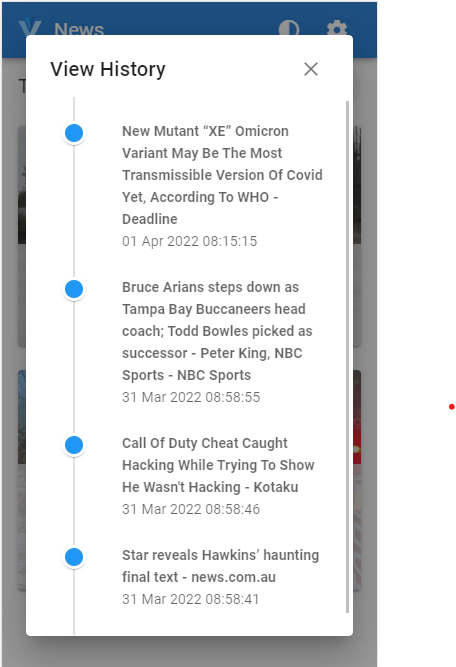 News
View History
New Mutant “XE” Omicron
Variant May Be The Most
Transmissible Version Of Covid
Yet, According To WHO -
Deadline
01 Apr 2022 08:15:15
Bruce Arians steps down as
Tampa Bay Buccaneers head
coach; Todd Bowles picked as
successor - Peter King, NBC
Sports - NBC Sports
31 Mar 2022 08:58:55
Call Of Duty Cheat Caught
Hacking While Trying To Show
He Wasn't Hacking - Kotaku
31 Mar 2022 08:58:46
Star reveals Hawkins’ haunting
final text - news.com.au
31 Mar 2022 08:58:41